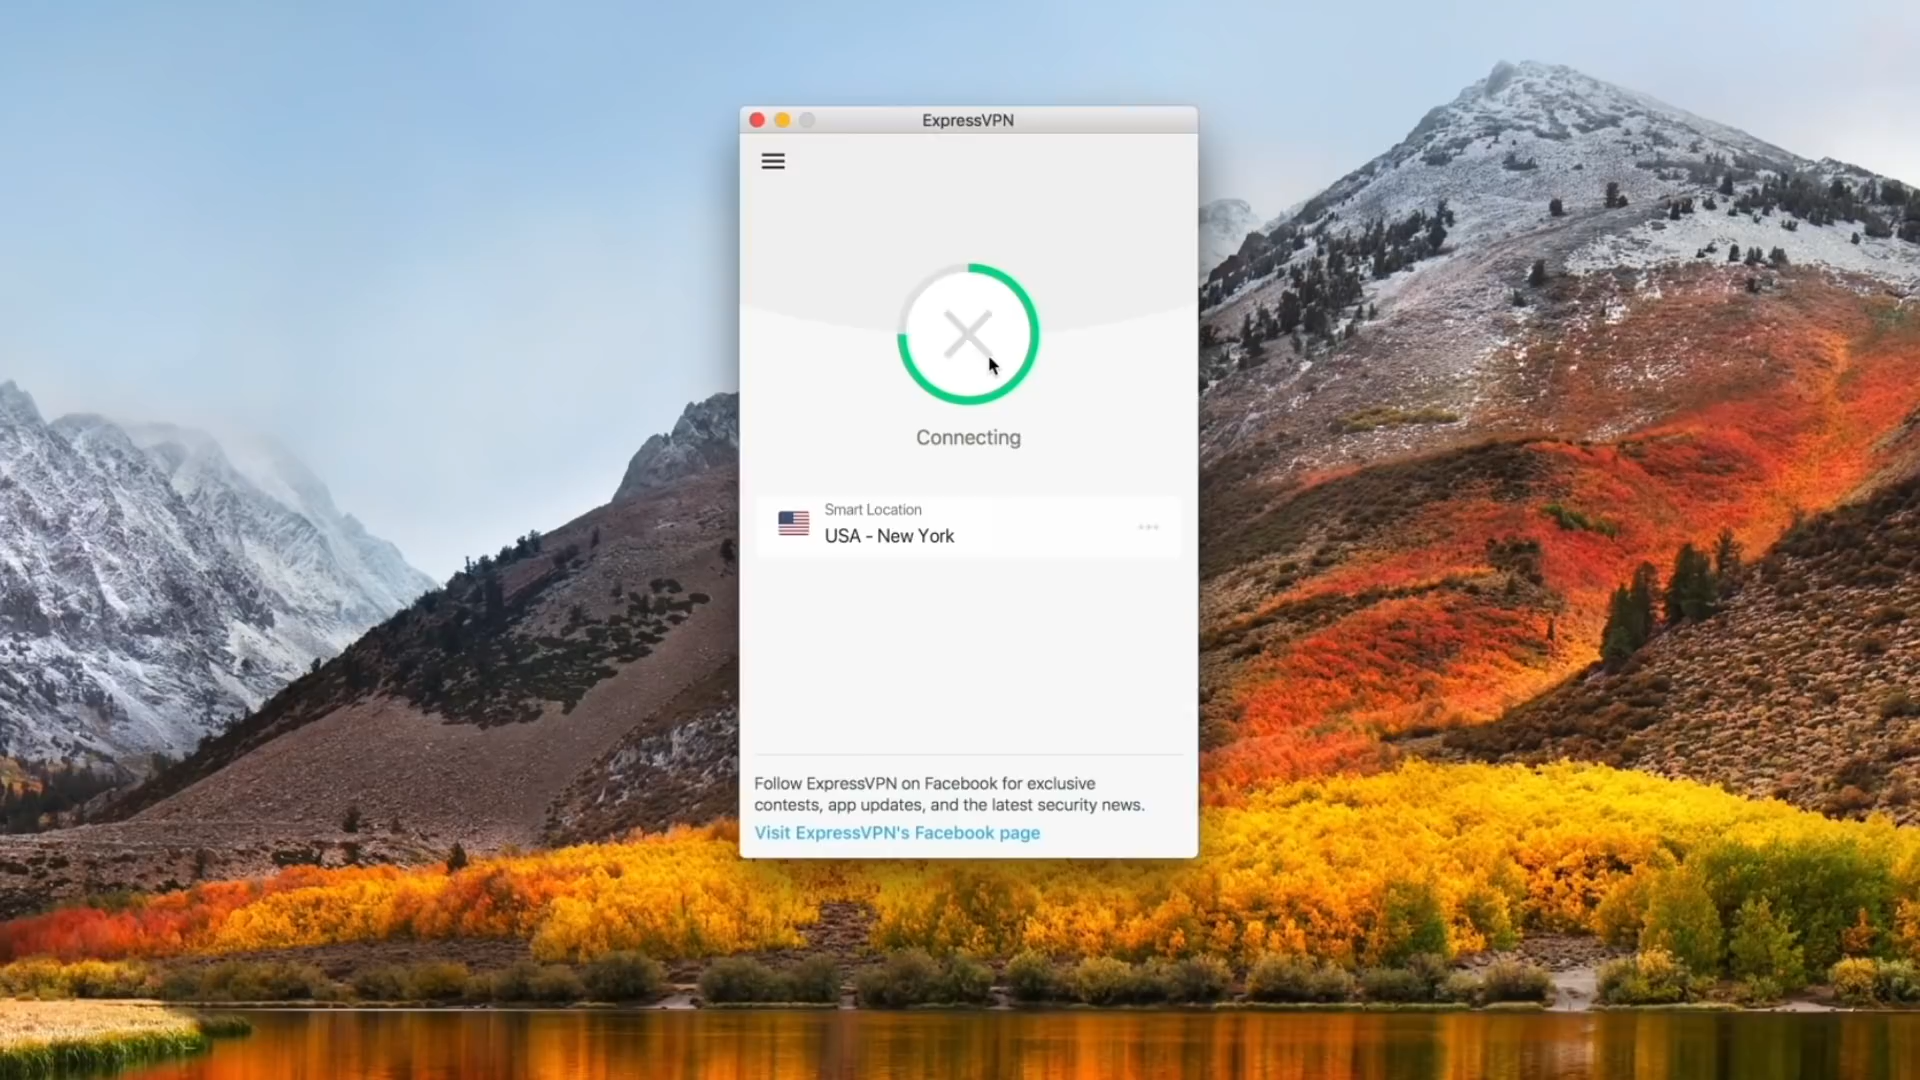 ExpressVPN
Connecting
Smart Location
USA - New York
Follow ExpressVPN on Facebook for exclusive
contests, app updates, and the latest security news.
Visit ExpressVPN's Facebook page